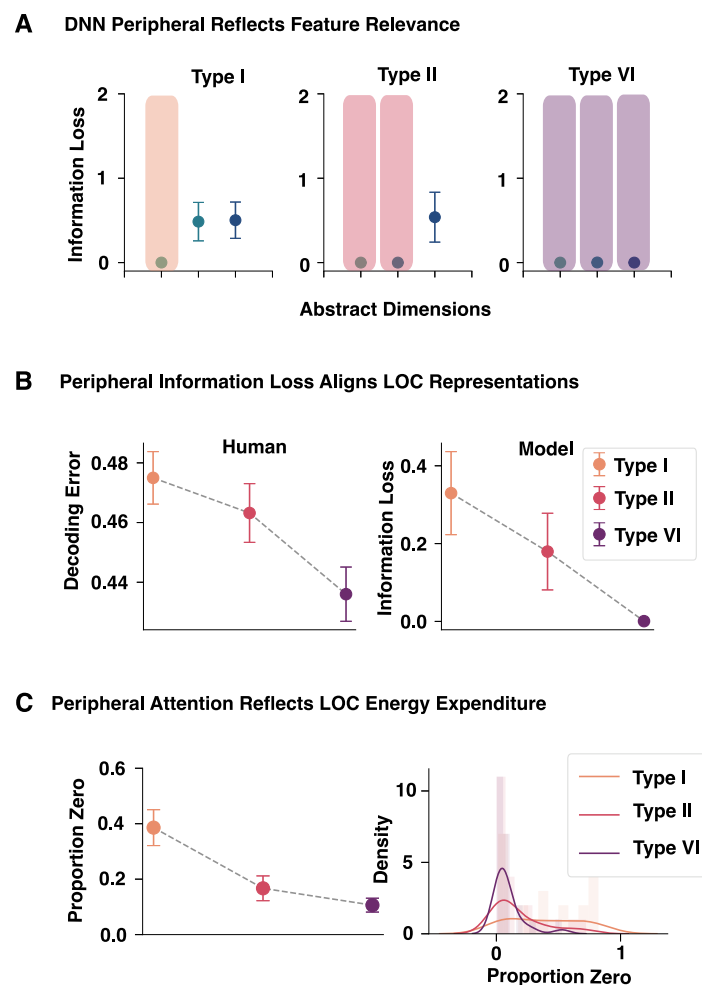 A DNN Peripheral Reflects Feature Relevance
Type I
Type II
Type VI
Information Loss
2
1
0
2
1
0
2
1
0
Abstract Dimensions
B Peripheral Information Loss Aligns LOC Representations
Human
Decoding Error
0.48
0.46
0.44
Model
Information Loss
0.4
0.2
0.0
Type I
Type II
Type VI
C Peripheral Attention Reflects LOC Energy Expenditure
Proportion Zero
0.6
0.4
0.2
0.0
Density
10
5
0
0 1
Proportion Zero
Type I
Type II
Type VI